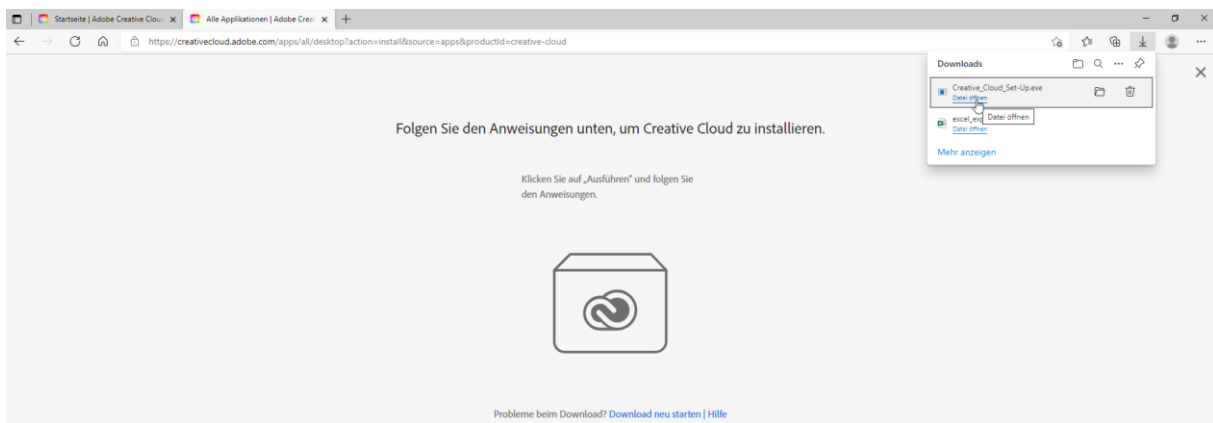 Startseite | Adobe Creative Clou
Alle Applikationen | Adobe Creat
https://creativecloud.adobe.com/apps/all/desktop?action=install&source=apps&productId=creative-cloud
Downloads
Creative_Cloud_Set-Up.exe
Datei öffnen
Datei öffnen
excel_exp
Datei öffnen
Mehr anzeigen
Folgen Sie den Anweisungen unten, um Creative Cloud zu installieren.
Klicken Sie auf „Ausführen" und folgen Sie
den Anweisungen.
Probleme beim Download? Download neu starten | Hilfe